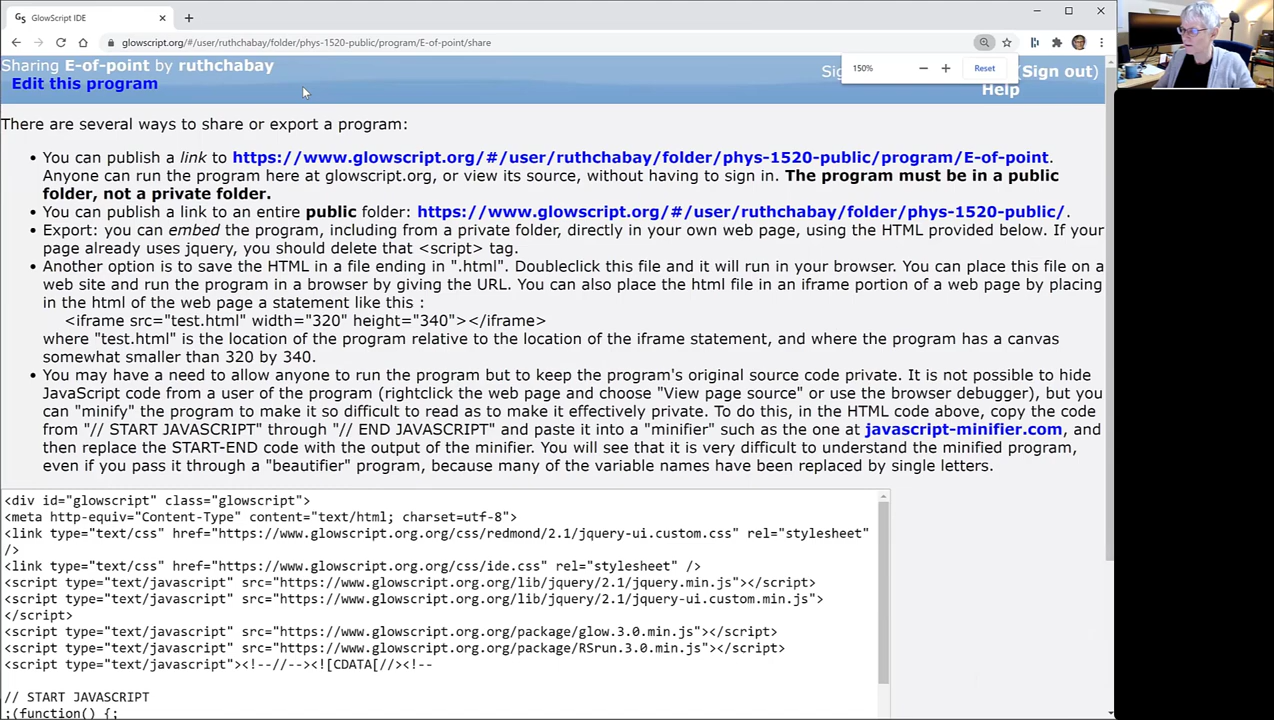 GlowScript IDE
glowscript.org/#/user/ruthchabay/folder/phys-1520-public/program/E-of-point/share
Sharing E-of-point by ruthchabay
Edit this program
150%
Reset
(Sign out)
Help
There are several ways to share or export a program:
You can publish a link to https://www.glowscript.org/#/user/ruthchabay/folder/phys-1520-public/program/E-of-point.
Anyone can run the program here at glowscript.org, or view its source, without having to sign in. The program must be in a public
folder, not a private folder.
You can publish a link to an entire public folder: https://www.glowscript.org/#/user/ruthchabay/folder/phys-1520-public/.
Export: you can embed the program, including from a private folder, directly in your own web page, using the HTML provided below. If your
page already uses jquery, you should delete that <script> tag.
Another option is to save the HTML in a file ending in ".html". Doubleclick this file and it will run in your browser. You can place this file on a
web site and run the program in a browser by giving the URL. You can also place the html file in an iframe portion of a web page by placing
in the html of the web page a statement like this :
<iframe src="test.html" width="320" height="340"></iframe>
where "test.html" is the location of the program relative to the location of the iframe statement, and where the program has a canvas
somewhat smaller than 320 by 340.
You may have a need to allow anyone to run the program but to keep the program's original source code private. It is not possible to hide
JavaScript code from a user of the program (rightclick the web page and choose "View page source" or use the browser debugger), but you
can "minify" the program to make it so difficult to read as to make it effectively private. To do this, in the HTML code above, copy the code
from "// START JAVASCRIPT" through "// END JAVASCRIPT" and paste it into a "minifier" such as the one at javascript-minifier.com, and
then replace the START-END code with the output of the minifier. You will see that it is very difficult to understand the minified program,
even if you pass it through a "beautifier" program, because many of the variable names have been replaced by single letters.
<div id="glowscript" class="glowscript">
<meta http-equiv="Content-Type" content="text/html; charset=utf-8">
<link type="text/css" href="https://www.glowscript.org.org/css/redmond/2.1/jquery-ui.custom.css" rel="stylesheet"
/>
<link type="text/css" href="https://www.glowscript.org.org/css/ide.css" rel="stylesheet" />
<script type="text/javascript" src="https://www.glowscript.org.org/lib/jquery/2.1/jquery.min.js"></script>
<script type="text/javascript" src="https://www.glowscript.org.org/lib/jquery/2.1/jquery-ui.custom.min.js">
</script>
<script type="text/javascript" src="https://www.glowscript.org.org/package/glow.3.0.min.js"></script>
<script type="text/javascript" src="https://www.glowscript.org.org/package/RSrun.3.0.min.js"></script>
<script type="text/javascript"><!--//--><![CDATA[//><!--
// START JAVASCRIPT
;(function() {;